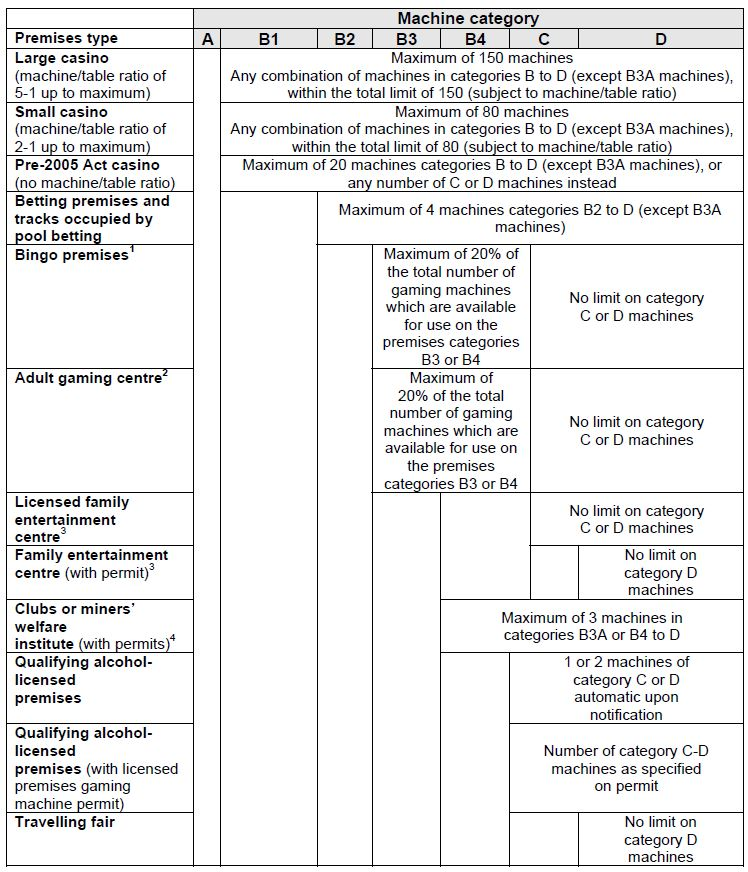 Machine category
Premises type
A
B1
B2
B3
B4
C
D
Large casino
(machine/table ratio of
5-1 up to maximum)
Maximum of 150 machines
Any combination of machines in categories B to D (except B3A machines),
within the total limit of 150 (subject to machine/table ratio)
Small casino
(machine/table ratio of
2-1 up to maximum)
Maximum of 80 machines
Any combination of machines in categories B to D (except B3A machines),
within the total limit of 80 (subject to machine/table ratio)
Pre-2005 Act casino
(no machine/table ratio)
Maximum of 20 machines categories B to D (except B3A machines), or
any number of C or D machines instead
Betting premises and
tracks occupied by
pool betting
Maximum of 4 machines categories B2 to D (except B3A
machines)
Bingo premises1
Maximum of 20% of
the total number of
gaming machines
which are available
for use on the
premises categories
B3 or B4
No limit on category
C or D machines
Adult gaming centre2
Maximum of
20% of the total
number of gaming
machines which are
available for use on
the premises
categories B3 or B4
No limit on category
C or D machines
Licensed family
entertainment
centre3
No limit on category
C or D machines
Family entertainment
centre (with permit)3
No limit on
category D
machines
Clubs or miners’
welfare
institute (with permits)4
Maximum of 3 machines in
categories B3A or B4 to D
Qualifying alcohol-
licensed
premises
1 or 2 machines of
category C or D
automatic upon
notification
Qualifying alcohol-
licensed
premises (with licensed
premises gaming
machine permit)
Number of category C-D
machines as specified
on permit
Travelling fair
No limit on
category D
machines